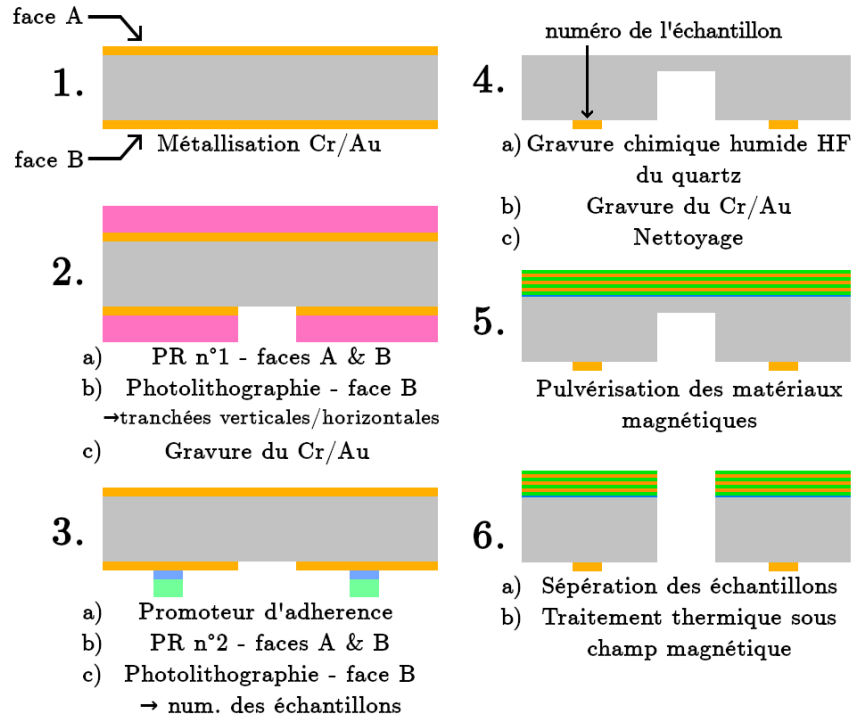 face A
1.
face B
Métallisation Cr/Au
2.
a) PR n°1 - faces A & B
b) Photolithographie - face B
→tranchées verticales/horizontales
c) Gravure du Cr/Au
3.
a) Promoteur d'adherence
b) PR n°2 - faces A & B
c) Photolithographie - face B
→ num. des échantillons
numéro de l'échantillon
4.
a) Gravure chimique humide HF
du quartz
b) Gravure du Cr/Au
c) Nettoyage
5.
Pulvérisation des matériaux
magnétiques
6.
a) Sépération des échantillons
b) Traitement thermique sous
champ magnétique